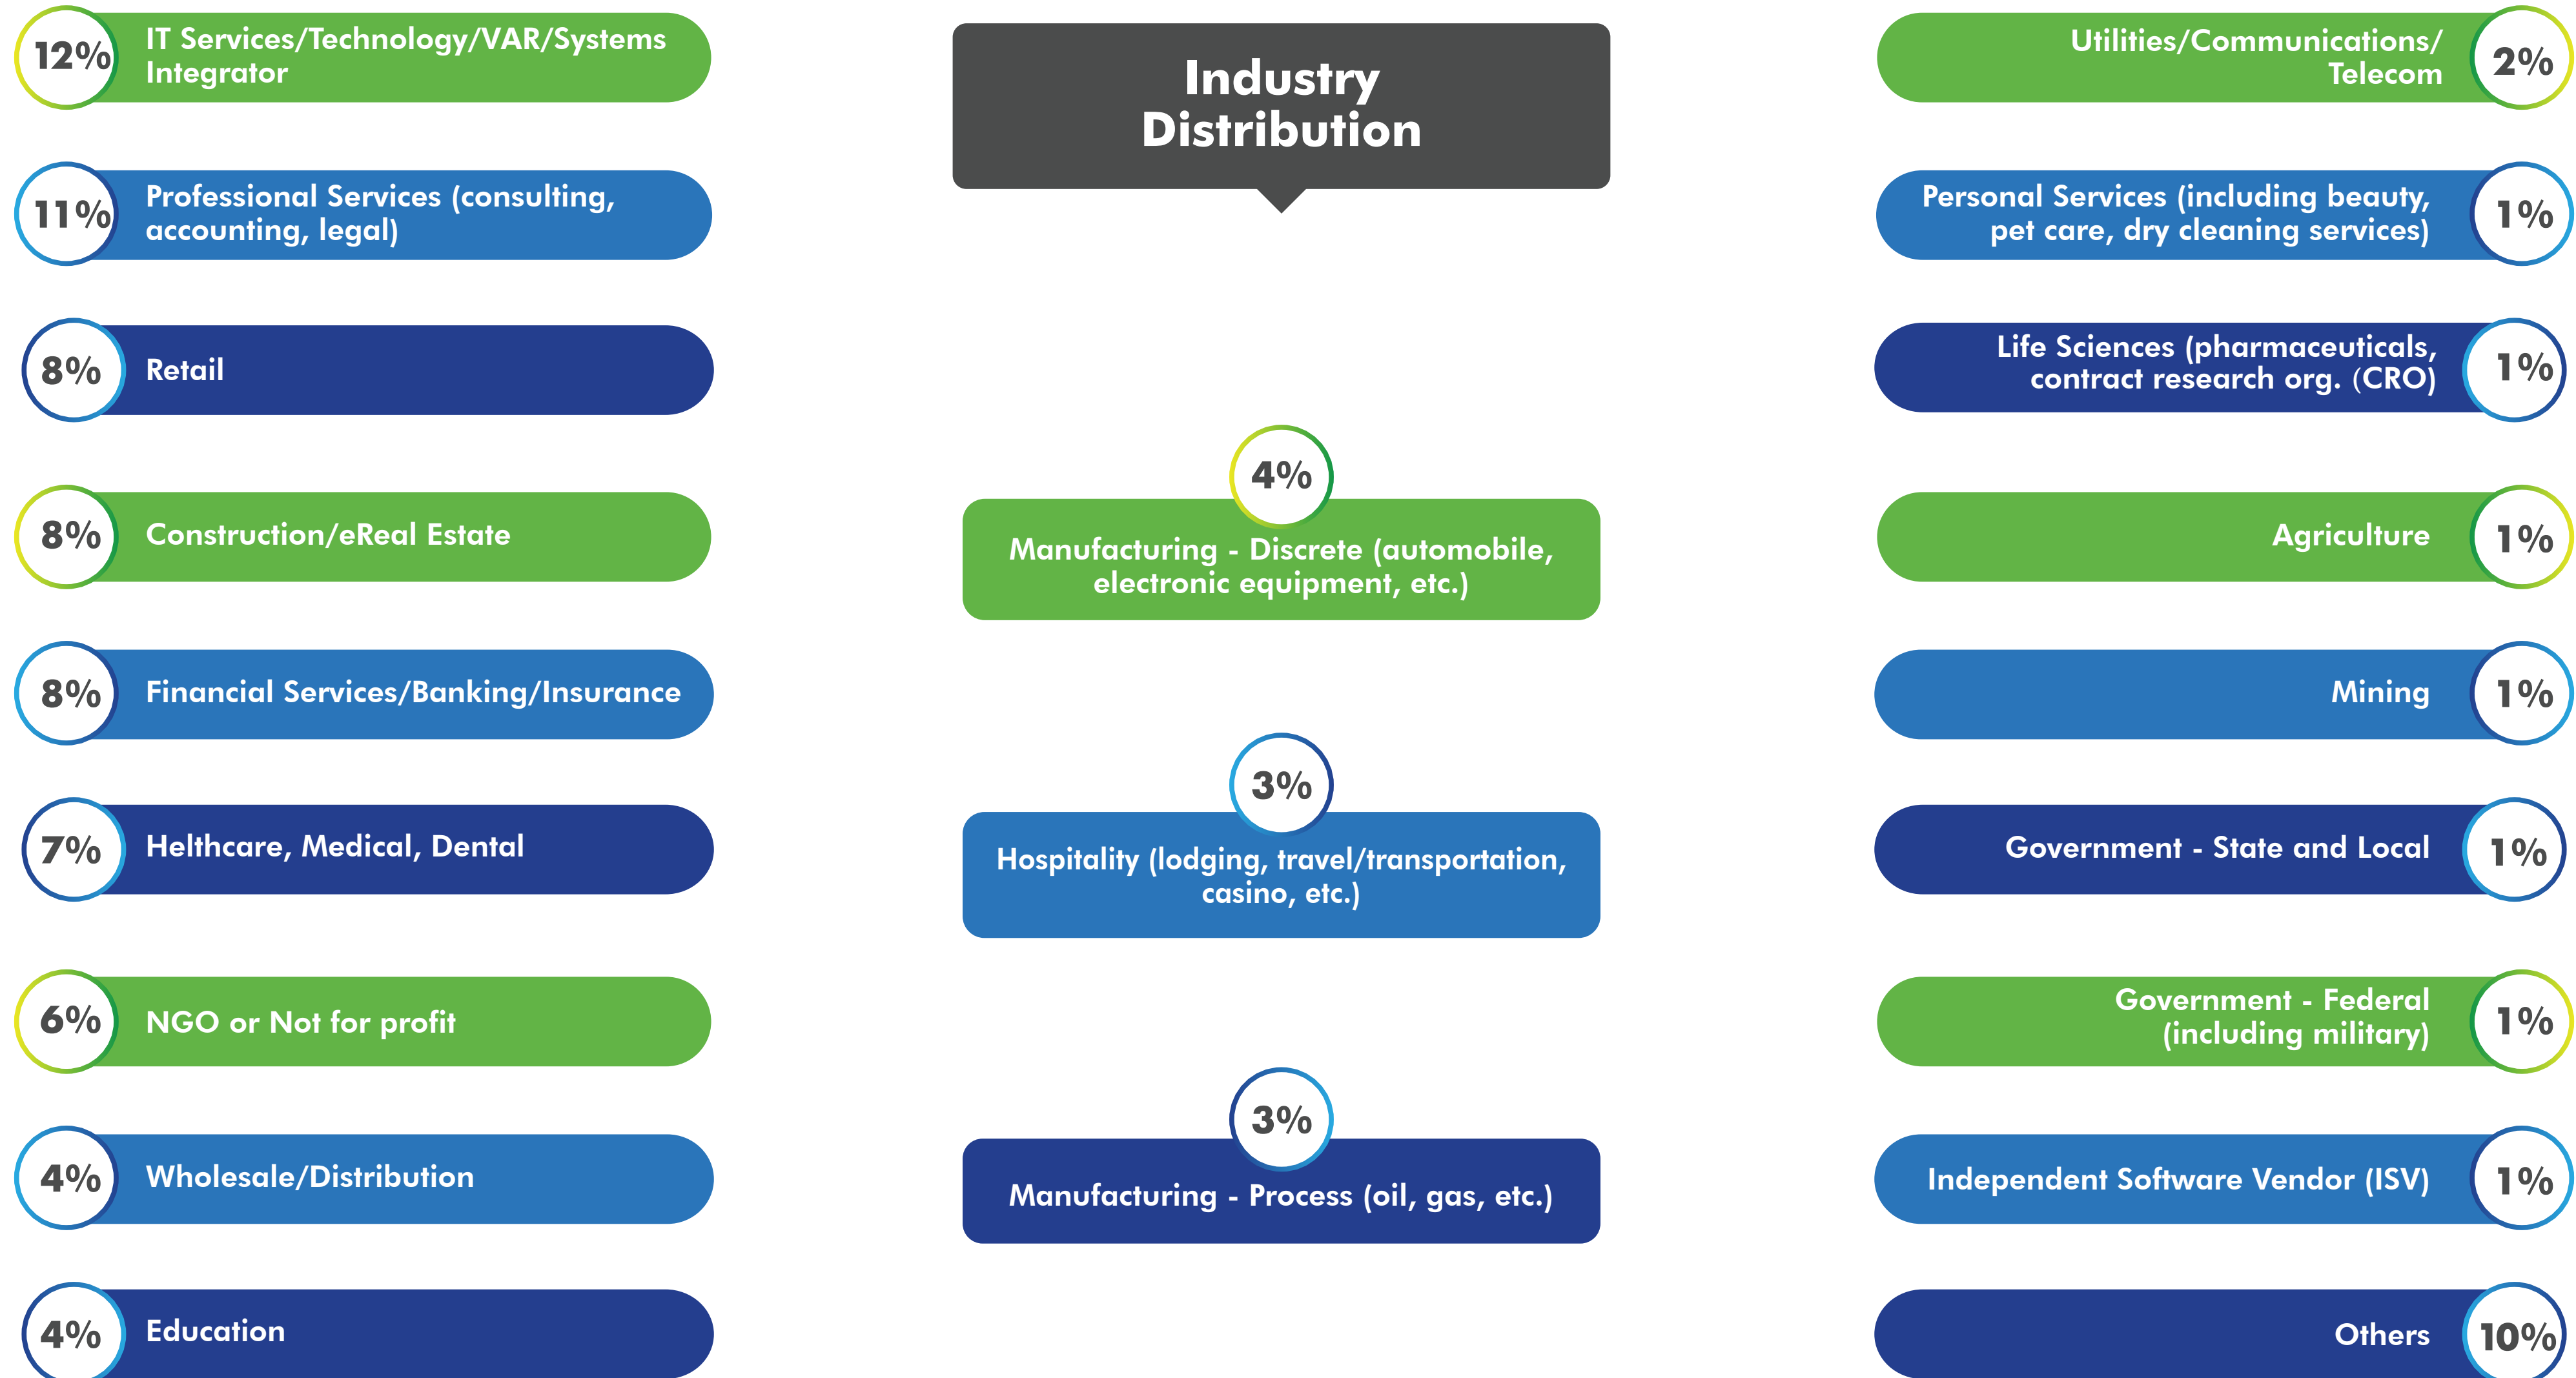 Industry
Distribution
12%
IT Services/Technology/VAR/Systems
Integrator
11%
Professional Services (consulting,
accounting, legal)
8%
Retail
8%
Construction/eReal Estate
8%
Financial Services/Banking/Insurance
7%
Helthcare, Medical, Dental
6%
NGO or Not for profit
4%
Wholesale/Distribution
4%
Education
4%
Manufacturing - Discrete (automobile,
electronic equipment, etc.)
3%
Hospitality (lodging, travel/transportation,
casino, etc.)
3%
Manufacturing - Process (oil, gas, etc.)
Utilities/Communications/
Telecom
2%
Personal Services (including beauty,
pet care, dry cleaning services)
1%
Life Sciences (pharmaceuticals,
contract research org. (CRO)
1%
Agriculture
1%
Mining
1%
Government - State and Local
1%
Government - Federal
(including military)
1%
Independent Software Vendor (ISV)
1%
Others
10%